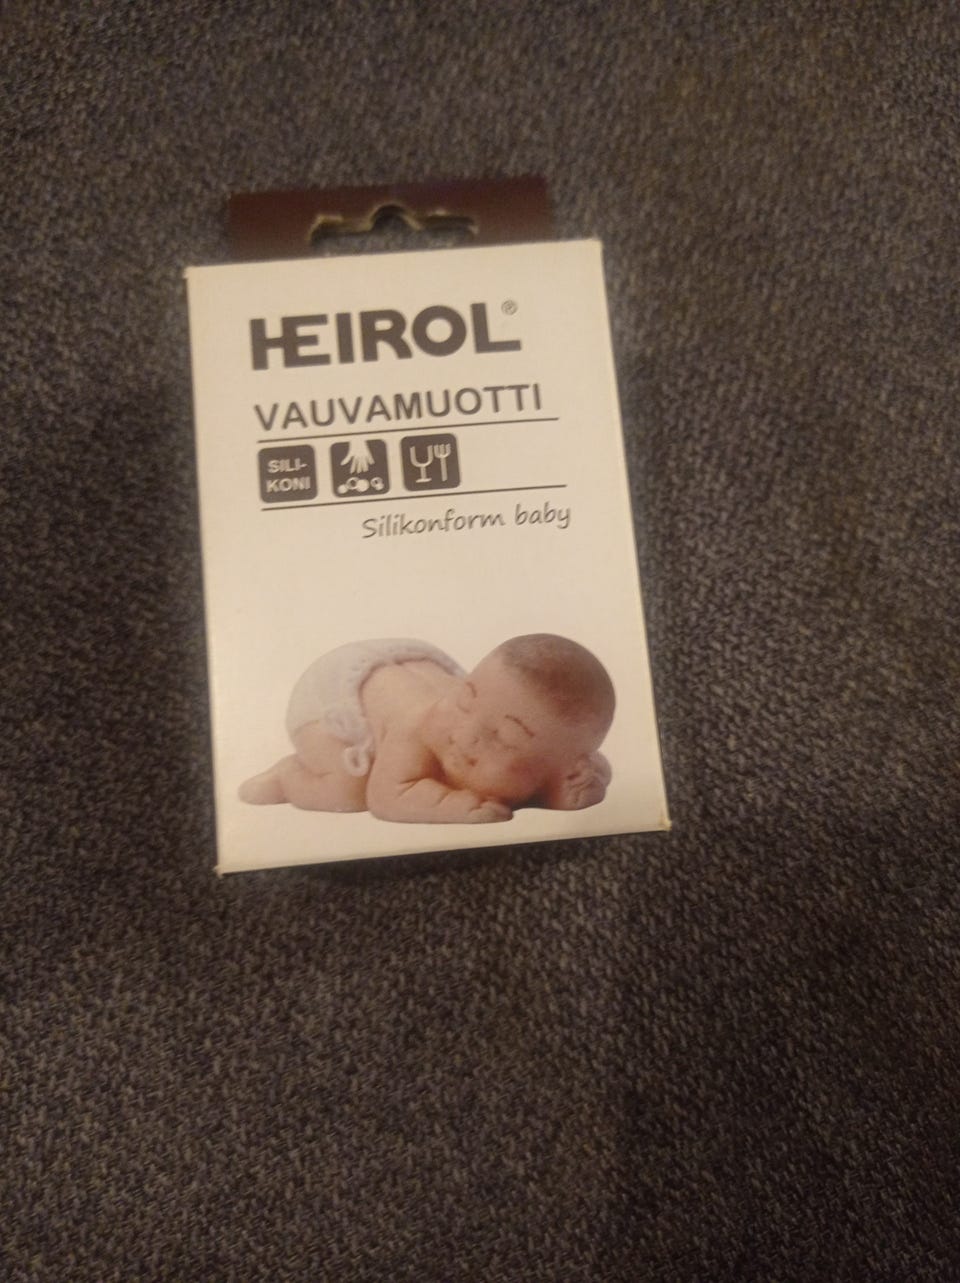 HEIROL®
VAUVAMUOTTI
SILI-
KONI
Silikonform baby